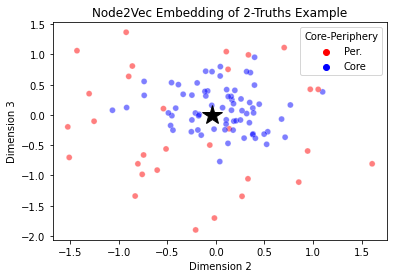 Node2Vec Embedding of 2-Truths Example
Core-Periphery
Per.
Core
Dimension 3
1.5
1.0
0.5
0.0
−0.5
−1.0
−1.5
−2.0
−1.5 −1.0 −0.5 0.0 0.5 1.0 1.5
Dimension 2